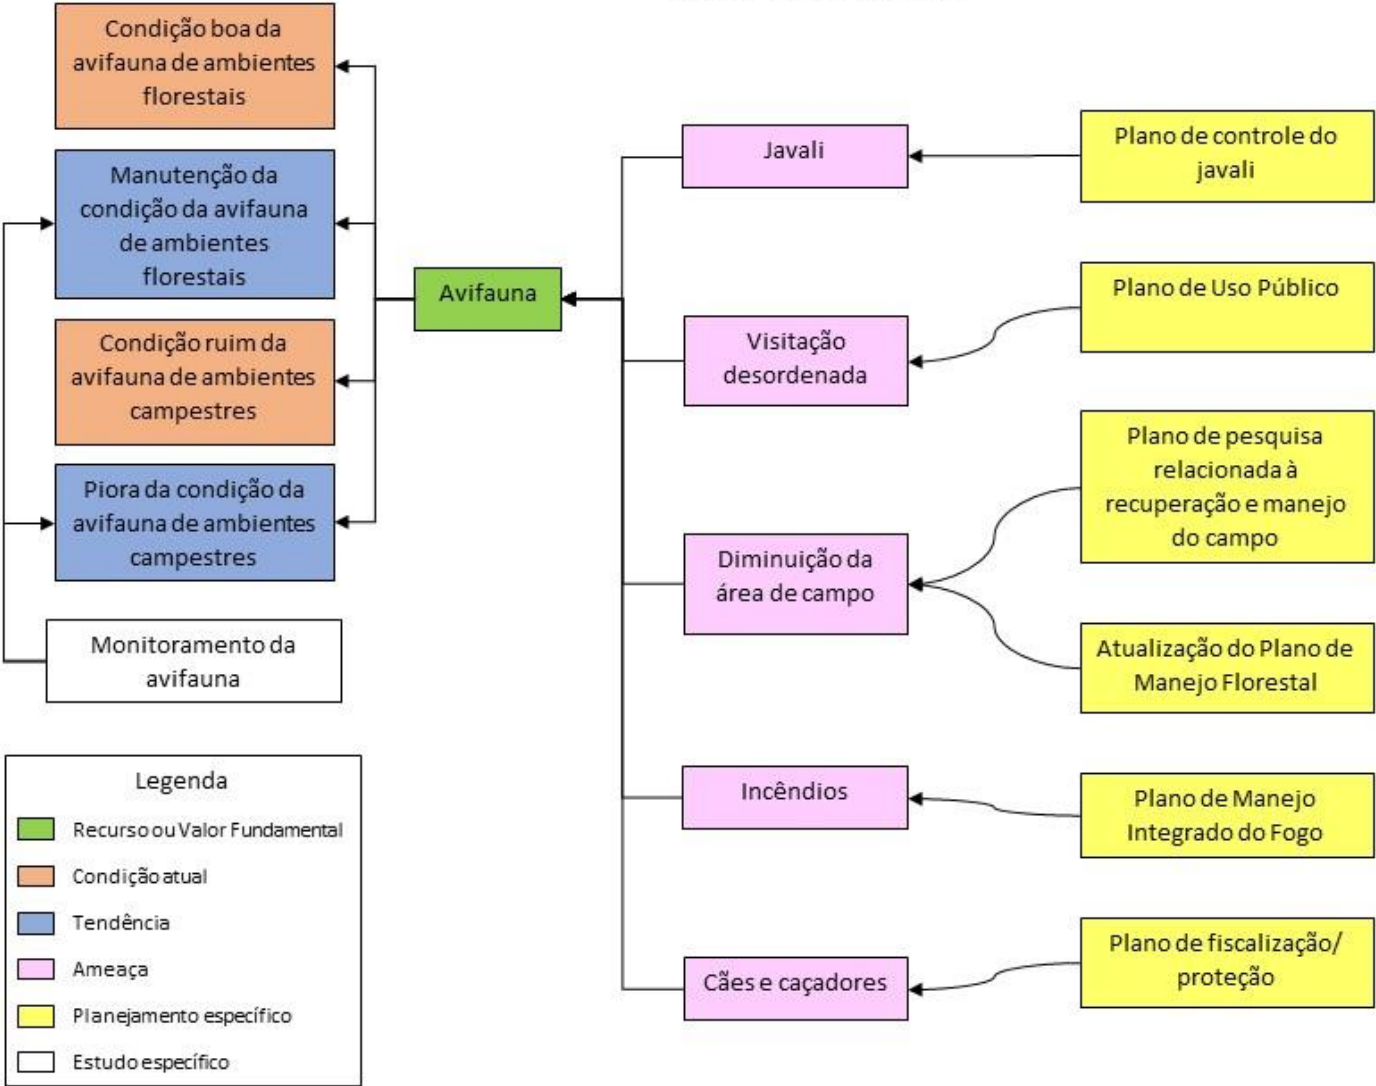 Condição boa da
avifauna de ambientes
florestais
Manutenção da
condição da avifauna
de ambientes
florestais
Condição ruim da
avifauna de ambientes
campestres
Piora da condição da
avifauna de ambientes
campestres
Monitoramento da
avifauna
Avifauna
Javali
Visitação
desordenada
Diminuição da
área de campo
Incêndios
Cães e caçadores
Plano de controle do
javali
Plano de Uso Público
Plano de pesquisa
relacionada à
recuperação e manejo
do campo
Atualização do Plano de
Manejo Florestal
Plano de Manejo
Integrado do Fogo
Plano de fiscalização/
proteção
Legenda
Recurso ou Valor Fundamental
Condição atual
Tendência
Ameaça
Planejamento específico
Estudo específico